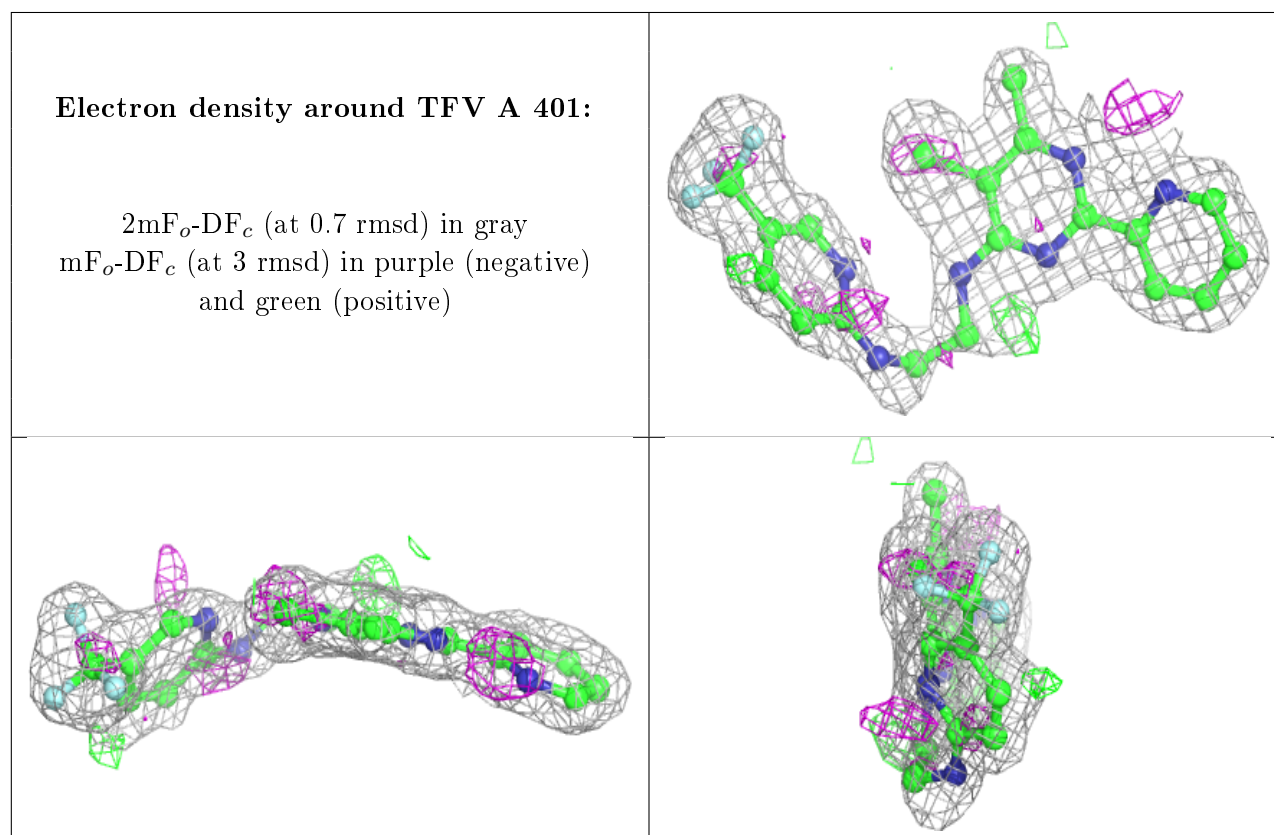 Electron density around TFV A 401:
2mFo-DFc (at 0.7 rmsd) in gray
mFo-DFc (at 3 rmsd) in purple (negative)
and green (positive)